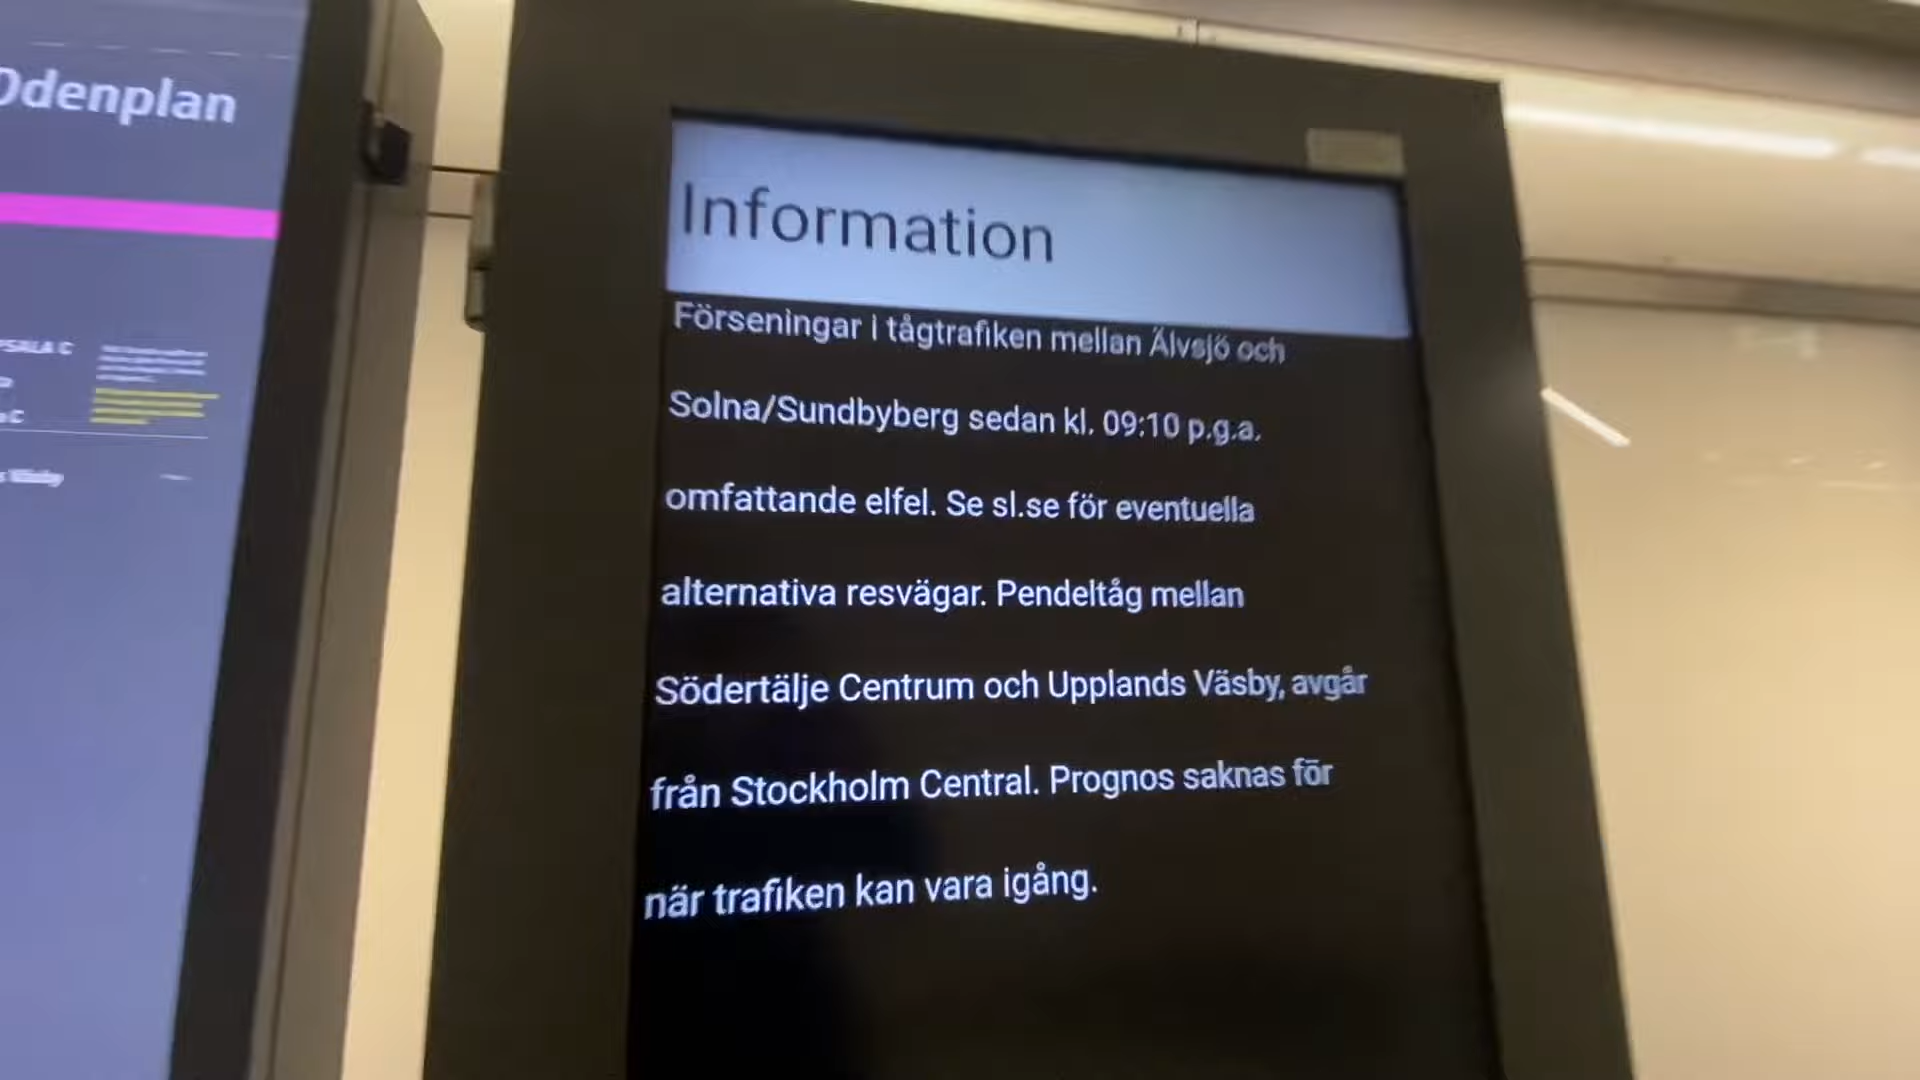 Odenplan
Information
Förseningar i tågtrafiken mellan Älvsjö och
Solna/Sundbyberg sedan kl. 09:10 p.g.a.
omfattande elfel. Se sl.se för eventuella
alternativa resvägar. Pendeltåg mellan
Södertälje Centrum och Upplands Väsby, avgår
från Stockholm Central. Prognos saknas för
när trafiken kan vara igång.
C
C
Väsby